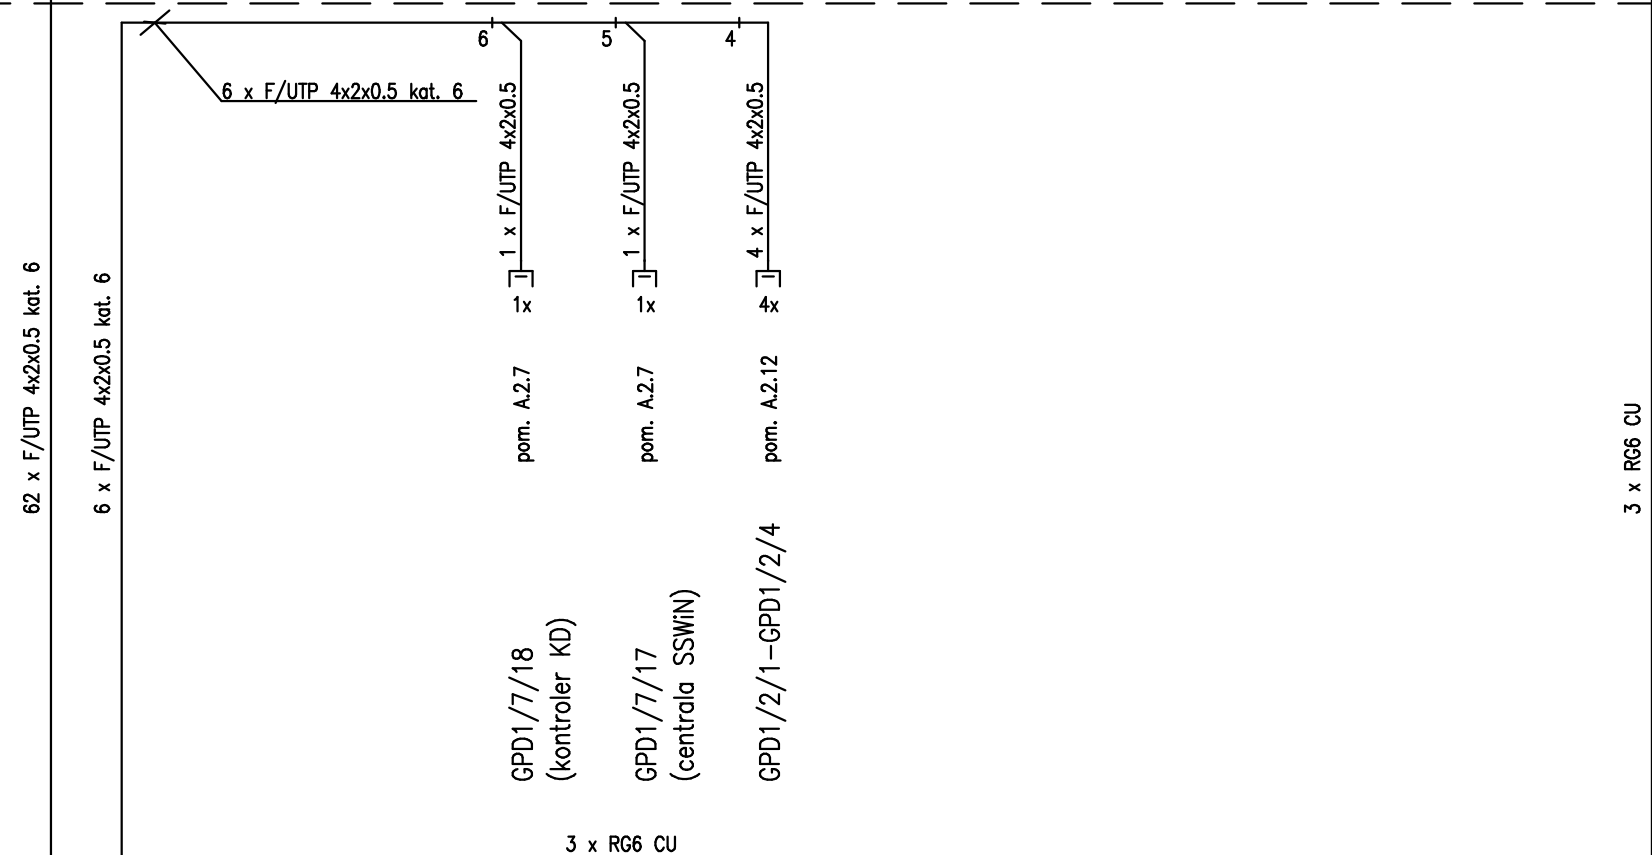 6
5
4
6 x F/UTP 4x2x0.5 kat. 6
1 x F/UTP 4x2x0.5
1 x F/UTP 4x2x0.5
4 x F/UTP 4x2x0.5
1x
1x
4x
62 x F/UTP 4x2x0.5 kat. 6
6 x F/UTP 4x2x0.5 kat. 6
pom. A.2.7
pom. A.2.7
pom. A.2.12
3 x RG6 CU
GPD1/7/18
(kontroler KD)
GPD1/7/17
(centrala SSWiN)
GPD1/2/1-GPD1/2/4
3 x RG6 CU